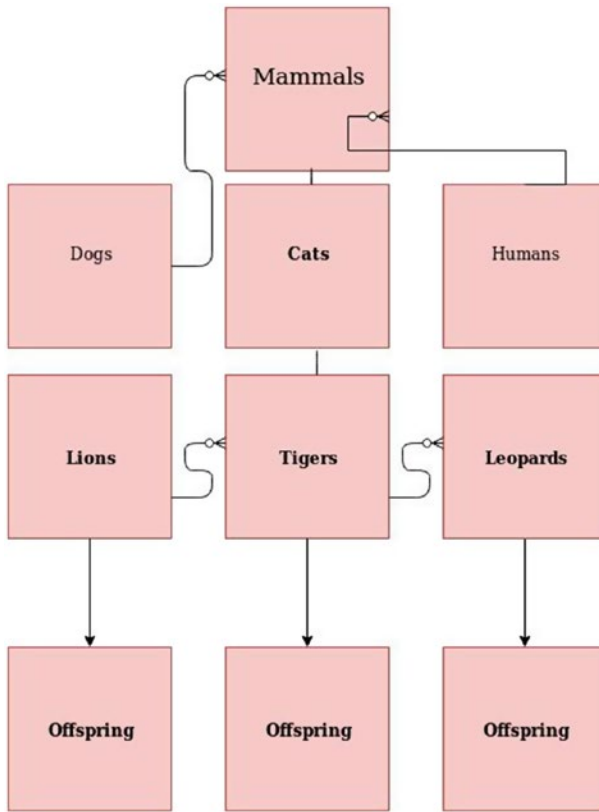 Mammals
Dogs
Cats
Humans
Lions
Tigers
Leopards
Offspring
Offspring
Offspring